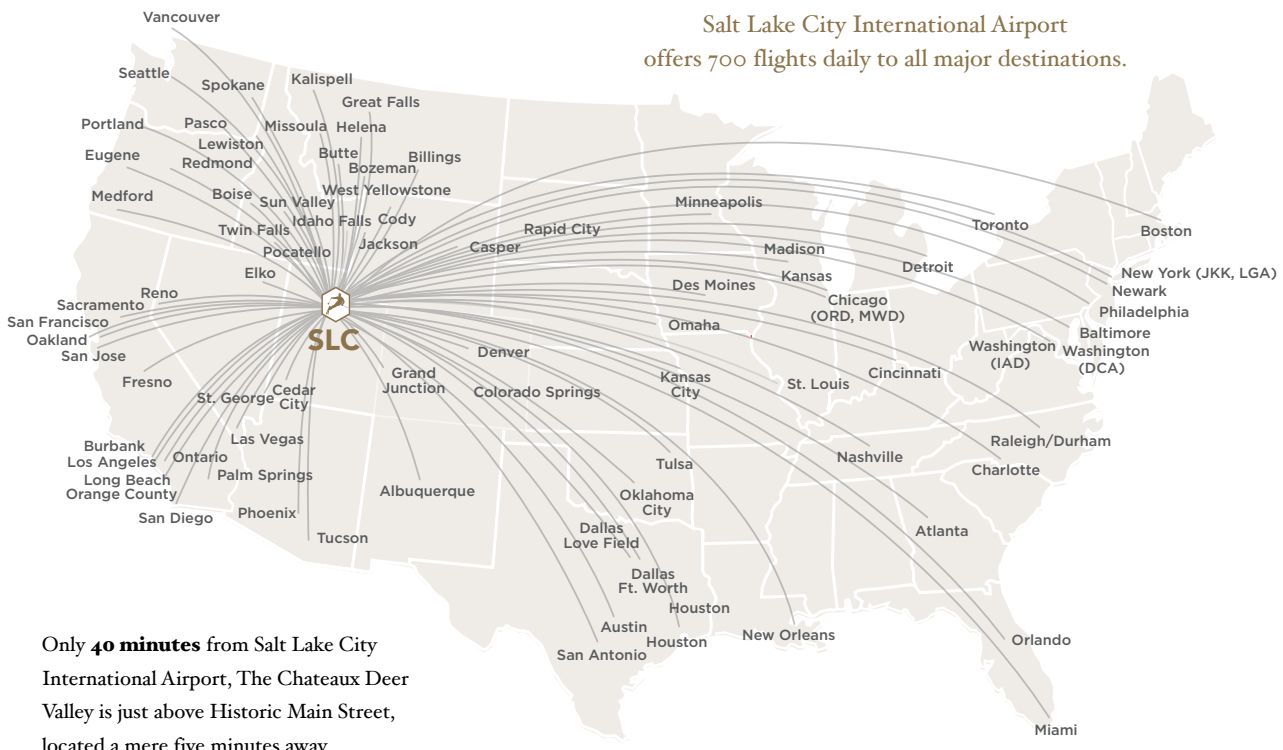 Vancouver
Salt Lake City International Airport
offers 700 flights daily to all major destinations.
Seattle
Spokane
Kalispell
Great Falls
Portland
Pasco
Missoula
Helena
Lewiston
Eugene
Redmond
Butte
Billings
Bozeman
Medford
Boise
Sun Valley
West Yellowstone
Minneapolis
Twin Falls
Idaho Falls
Cody
Rapid City
Toronto
Boston
Pocatello
Jackson
Casper
Madison
Detroit
Elko
Kansas
New York (JKK, LGA)
Reno
Des Moines
Newark
Sacramento
Chicago
(ORD, MWD)
Philadelphia
San Francisco
Omaha
Baltimore
Oakland
SLC
Washington
(IAD)
Washington
(DCA)
San Jose
Denver
Fresno
Grand
Junction
Kansas
City
St. Louis
Cincinnati
St. George
Cedar
City
Colorado Springs
Burbank
Las Vegas
Raleigh/Durham
Los Angeles
Ontario
Nashville
Tulsa
Charlotte
Long Beach
Palm Springs
Orange County
Albuquerque
Oklahoma
City
San Diego
Phoenix
Tucson
Dallas
Love Field
Atlanta
Dallas
Ft. Worth
Houston
Austin
Houston
New Orleans
San Antonio
Orlando
Miami
Only 40 minutes from Salt Lake City
International Airport, The Chateaux Deer
Valley is just above Historic Main Street,
located a mere five minutes away